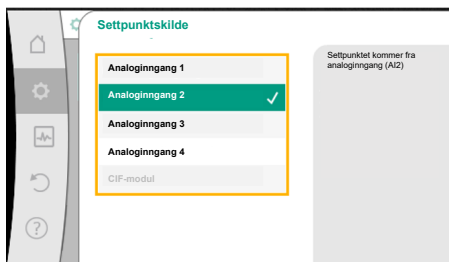 Settpunktskilde
Analoginngang 1
Analoginngang 2
Analoginngang 3
Analoginngang 4
CIF-modul
Settpunktet kommer fra
analoginngang (AI2)
?